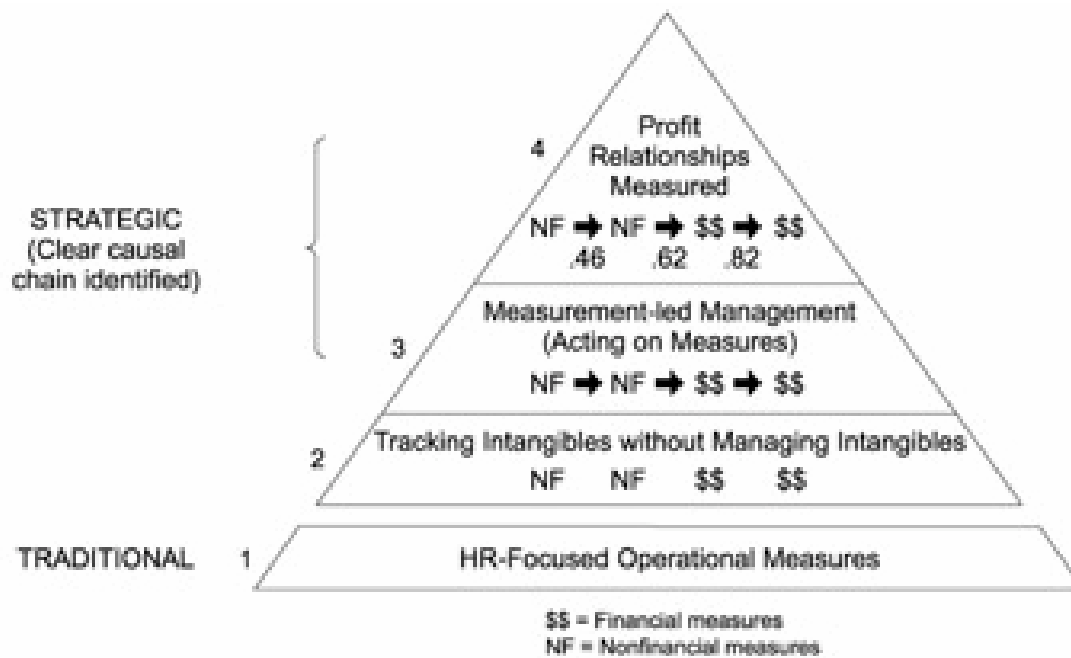 4
Profit
Relationships
Measured
NF ➔ NF ➔ $$ ➔ $$
.46 .62 .82
STRATEGIC
(Clear causal
chain identified)
3
Measurement-led Management
(Acting on Measures)
NF ➔ NF ➔ $$ ➔ $$
2
Tracking Intangibles without Managing Intangibles
NF NF $$ $$
TRADITIONAL
1
HR-Focused Operational Measures
$$ = Financial measures
NF = Nonfinancial measures